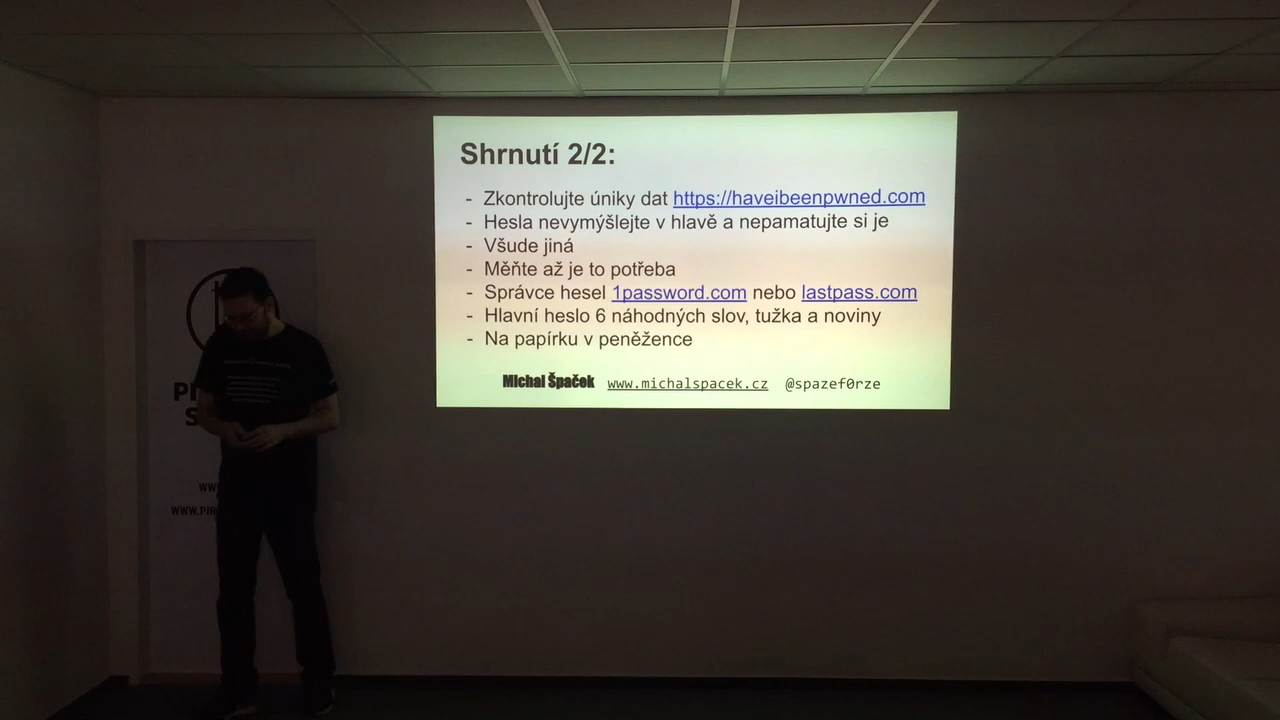 Shrnutí 2/2:
- Zkontrolujte úniky dat https://haveibeenpwned.com
- Hesla nevymýšlejte v hlavě a nepamatujte si je
- Všude jiná
- Měňte až je to potřeba
- Správce hesel 1password.com nebo lastpass.com
- Hlavní heslo 6 náhodných slov, tužka a noviny
- Na papírku v peněžence
Michal Špaček www.michalspacek.cz @spazef0rze